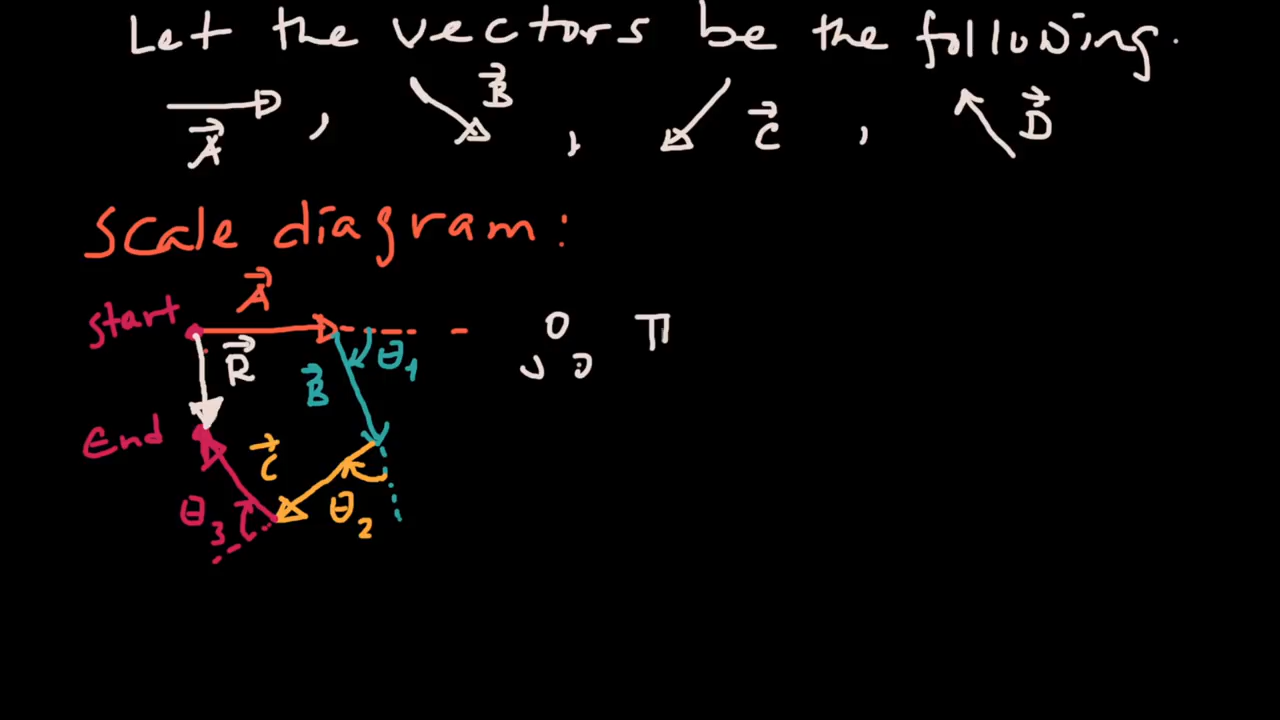 Let the vectors be the following.
A⃗, B⃗, C⃗, D⃗
Scale diagram:
A⃗
Start
R⃗
B⃗
θ1
End
C⃗
θ3
θ2